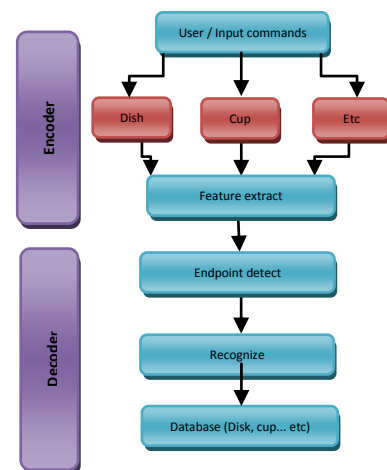 User / Input commands
Encoder
Dish
Cup
Etc
Feature extract
Decoder
Endpoint detect
Recognize
Database (Disk, cup... etc)